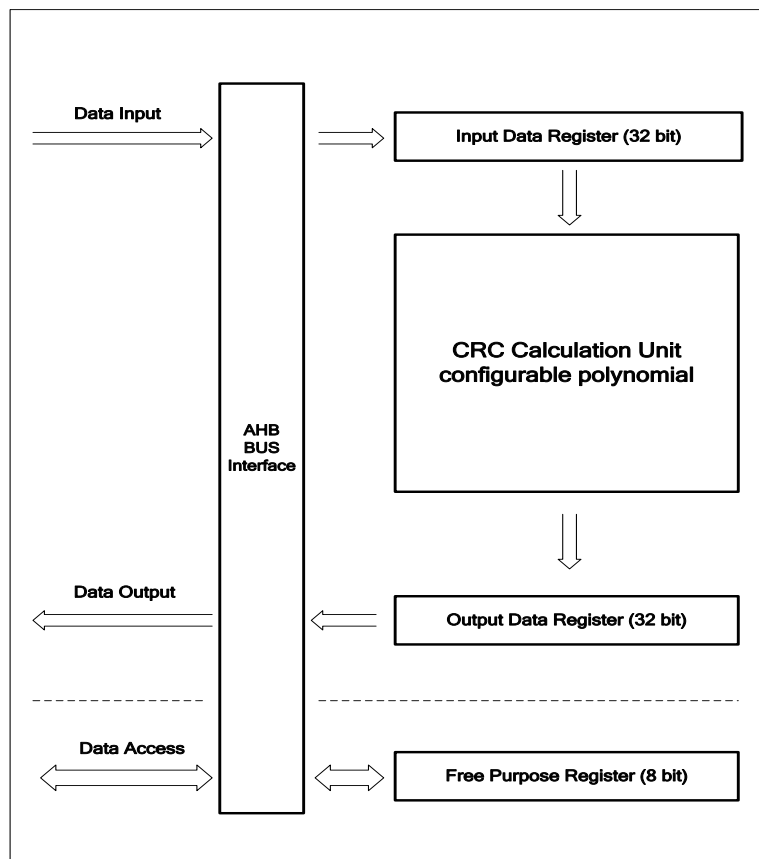 Data Input
Input Data Register (32 bit)
CRC Calculation Unit
configurable polynomial
AHB
BUS
Interface
Data Output
Output Data Register (32 bit)
Data Access
Free Purpose Register (8 bit)